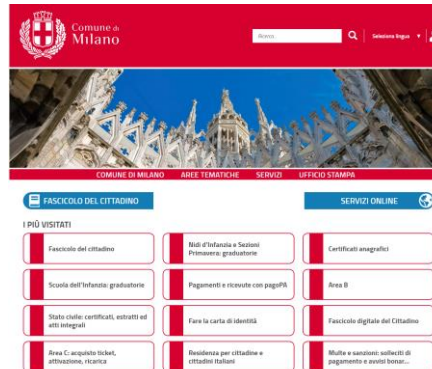 Comune di
Milano
Seleziona lingua
COMUNE DI MILANO AREE TEMATICHE SERVIZI UFFICIO STAMPA
FASCICOLO DEL CITTADINO
SERVIZI ONLINE
I PIÙ VISITATI
Fascicolo del cittadino
Nidi d'Infanzia e Sezioni
Primavera: graduatorie
Certificati anagrafici
Scuola dell'Infanzia: graduatorie
Pagamenti e ricevute con pagoPA
Area B
Stato civile: certificati, estratti ed
atti integrali
Fare la carta di identità
Fascicolo digitale del Cittadino
Area C: acquisto ticket,
attivazione, ricarica
Residenza per cittadine e
cittadini italiani
Multe e sanzioni: solleciti di
pagamento e avvisi bonar...